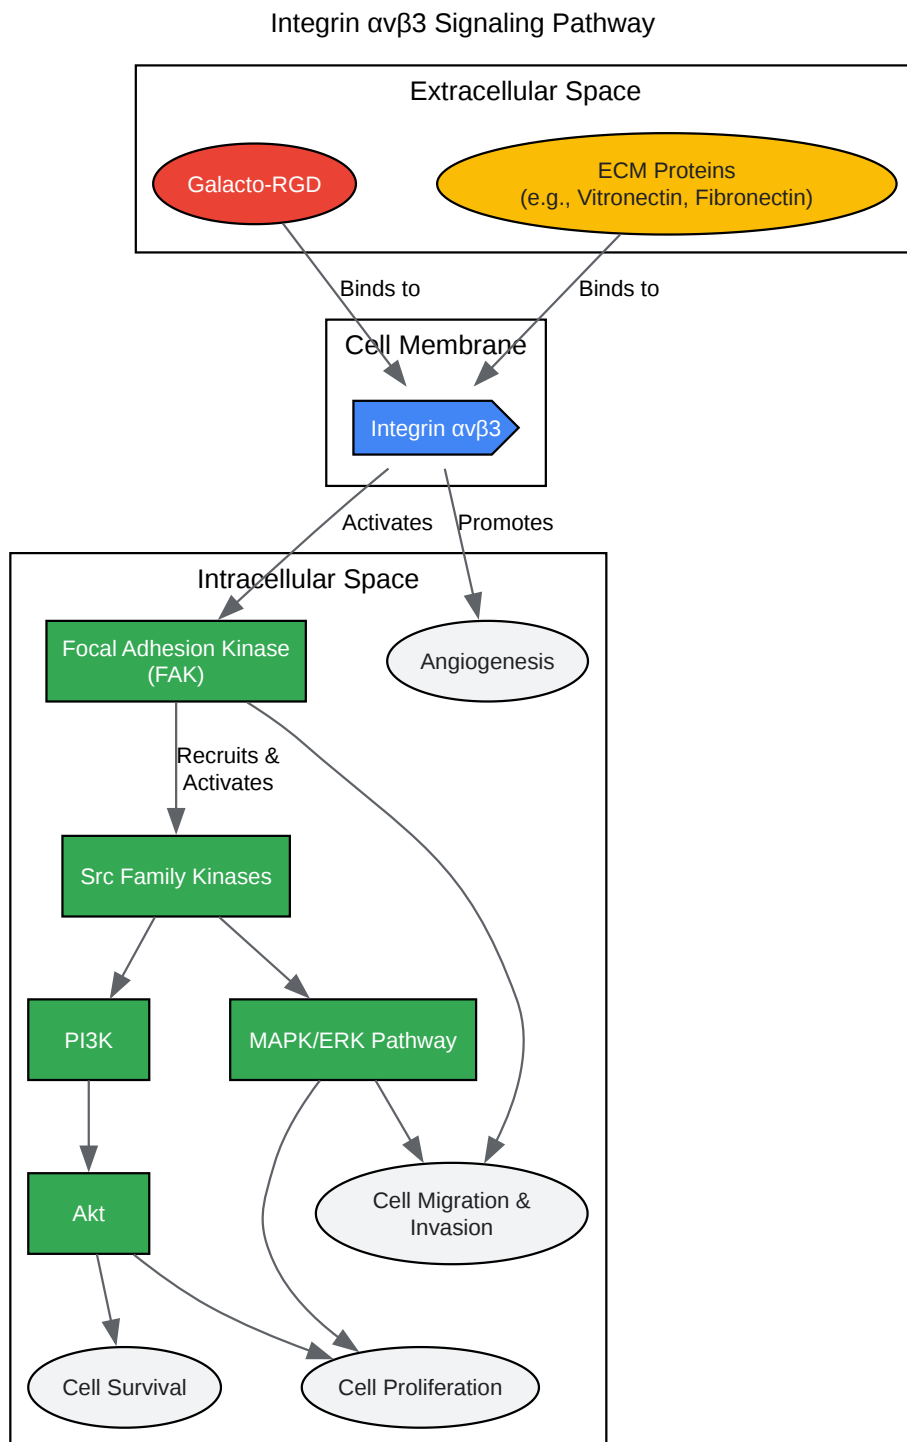 Integrin αvβ3 Signaling Pathway
Extracellular Space
Galacto-RGD
ECM Proteins
(e.g., Vitronectin, Fibronectin)
Binds to
Binds to
Cell Membrane
Integrin αvβ3
Activates
Promotes
Intracellular Space
Focal Adhesion Kinase
(FAK)
Angiogenesis
Recruits &
Activates
Src Family Kinases
PI3K
MAPK/ERK Pathway
Akt
Cell Migration &
Invasion
Cell Survival
Cell Proliferation